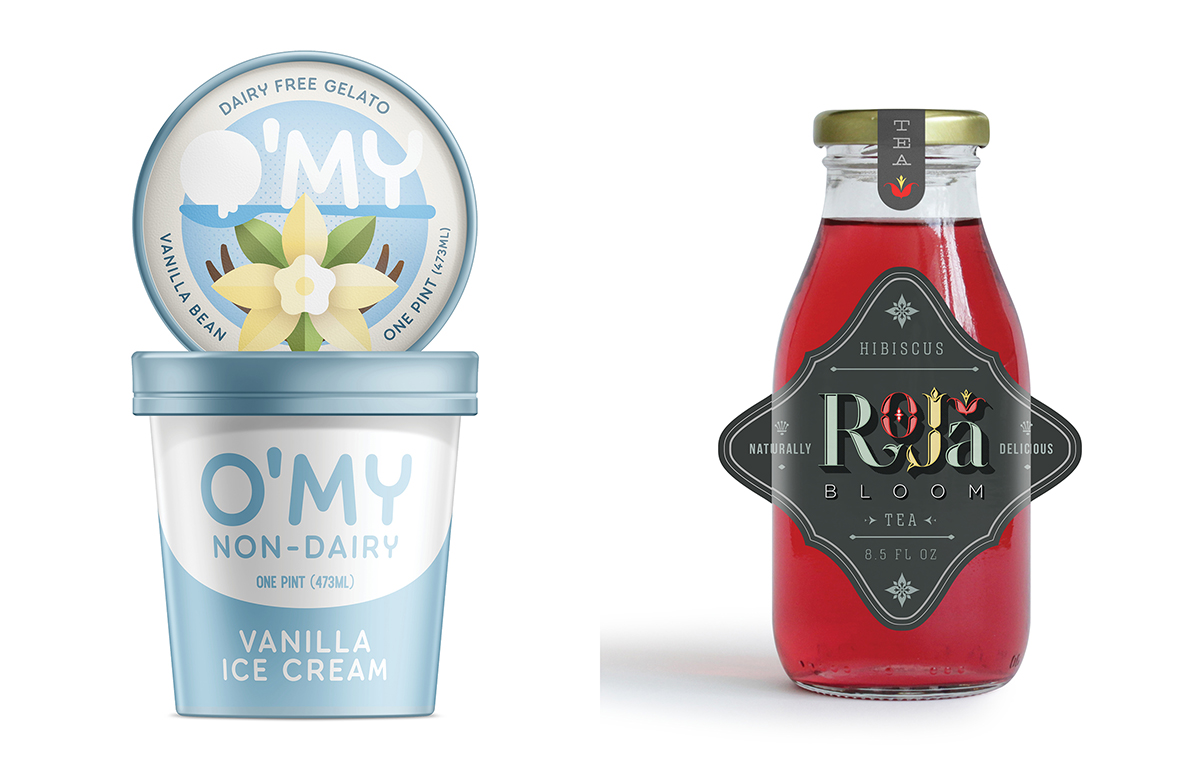 DAIRY FREE GELATO
O'MY
VANILLA BEAN
ONE PINT (473ML)
O'MY
NON-DAIRY
ONE PINT (473ML)
VANILLA
ICE CREAM
TEA
HIBISCUS
NATURALLY
RoJa
DELICIOUS
BLOOM
TEA
8.5 FL OZ